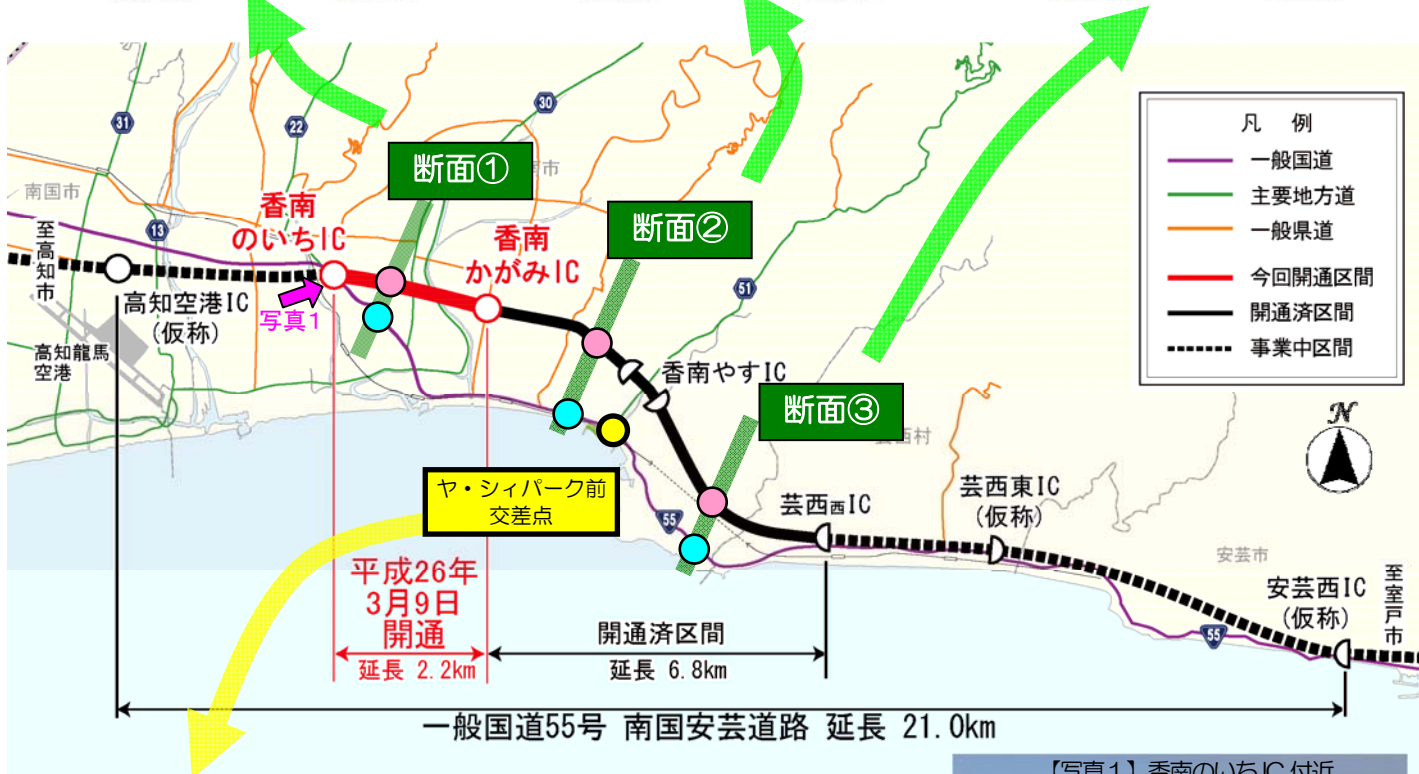 凡 例
一般国道
主要地方道
一般県道
今回開通区間
開通済区間
事業中区間
31
22
30
断面①
南国市
香南
のいちIC
至高知市
13
断面②
香南
かがみIC
51
高知空港IC
(仮称)
写真1
高知龍馬
空港
香南やすIC
断面③
N
ヤ・シィパーク前
交差点
55
芸西西IC
芸西東IC
(仮称)
安芸市
安芸西IC
(仮称)
至室戸市
55
平成26年
3月9日
開通
延長 2.2km
開通済区間
延長 6.8km
一般国道55号 南国安芸道路 延長 21.0km
【写真1】香南のいちIC付近